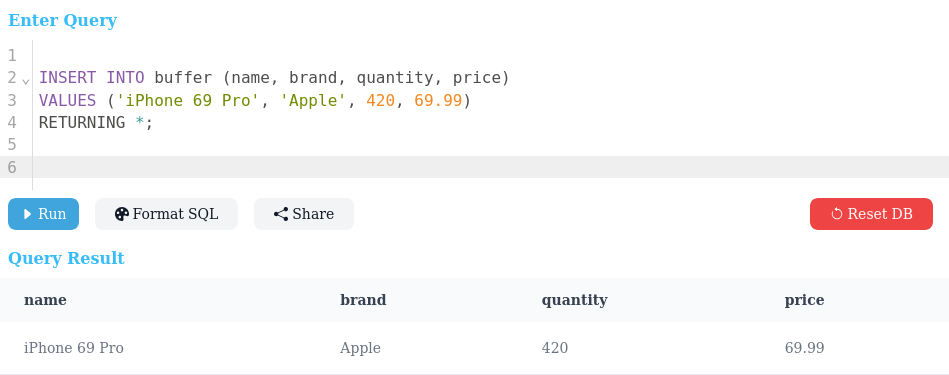 Enter Query
1
2 INSERT INTO buffer (name, brand, quantity, price)
3 VALUES ('iPhone 69 Pro', 'Apple', 420, 69.99)
4 RETURNING *;
5
6
Run Format SQL Share Reset DB
Query Result
name brand quantity price
iPhone 69 Pro Apple 420 69.99